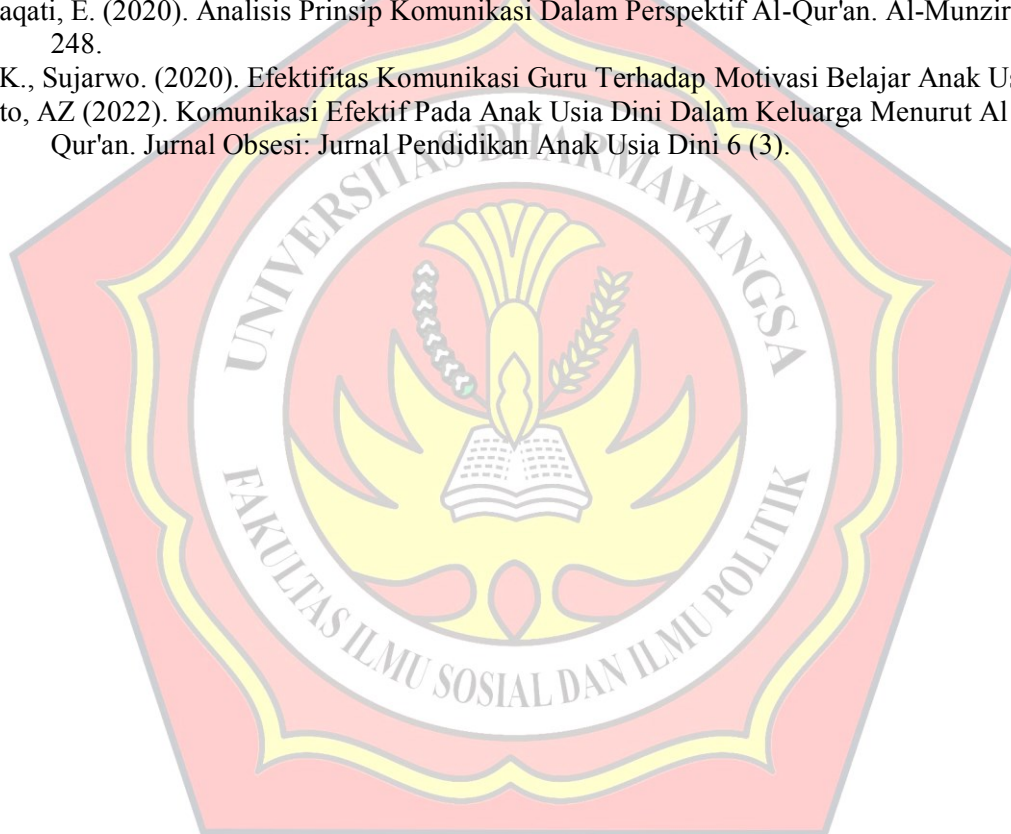 aqati, E. (2020). Analisis Prinsip Komunikasi Dalam Perspektif Al-Qur'an. Al-Munzir
248.
K., Sujarwo. (2020). Efektifitas Komunikasi Guru Terhadap Motivasi Belajar Anak Us
to, AZ (2022). Komunikasi Efektif Pada Anak Usia Dini Dalam Keluarga Menurut Al
Qur'an. Jurnal Obsesi: Jurnal Pendidikan Anak Usia Dini 6 (3).
UNIVERSITAS DHARMAWANGSA
FAKULTAS ILMU SOSIAL DAN ILMU POLITIK